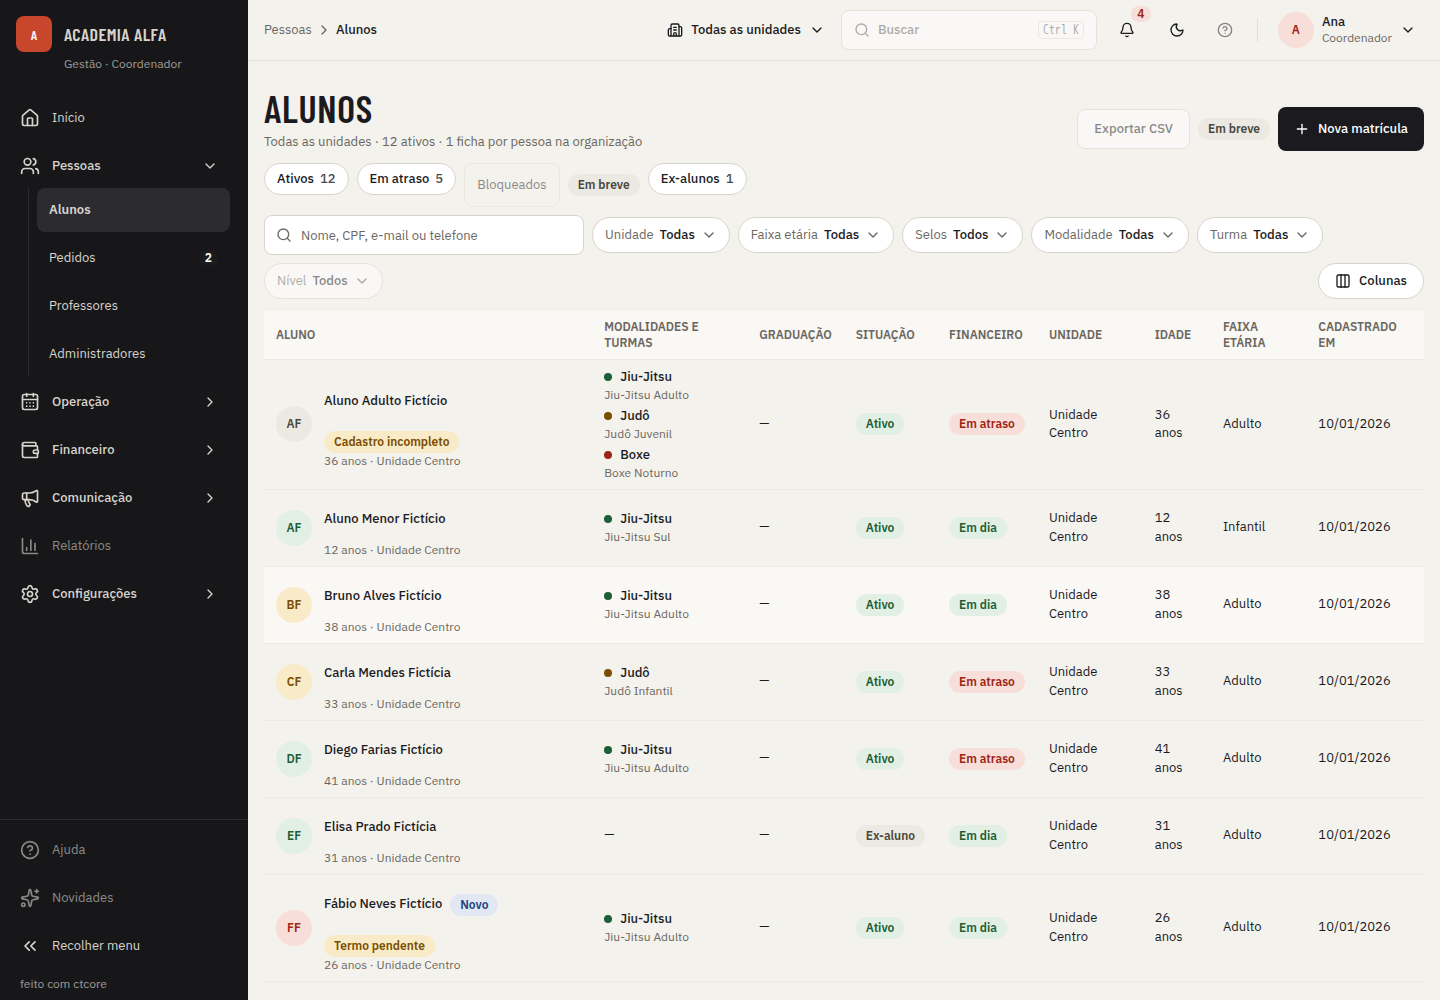 A
ACADEMIA ALFA
Gestão · Coordenador
Início
Pessoas
Alunos
Pedidos 2
Professores
Administradores
Operação
Financeiro
Comunicação
Relatórios
Configurações
Ajuda
Novidades
Recolher menu
feito com ctcore
Pessoas > Alunos
Todas as unidades
Buscar Ctrl K
4
A
Ana
Coordenador
ALUNOS
Todas as unidades · 12 ativos · 1 ficha por pessoa na organização
Exportar CSV Em breve + Nova matrícula
Ativos 12 Em atraso 5 Bloqueados Em breve Ex-alunos 1
Nome, CPF, e-mail ou telefone Unidade Todas Faixa etária Todas Selos Todos Modalidade Todas Turma Todas
Nível Todos Colunas
ALUNO MODALIDADES E TURMAS GRADUAÇÃO SITUAÇÃO FINANCEIRO UNIDADE IDADE FAIXA ETÁRIA CADASTRADO EM
AF Aluno Adulto Fictício
Cadastro incompleto
36 anos · Unidade Centro
Jiu-Jitsu
Jiu-Jitsu Adulto
Judô
Judô Juvenil
Boxe
Boxe Noturno
— Ativo Em atraso Unidade Centro 36 anos Adulto 10/01/2026
AF Aluno Menor Fictício
12 anos · Unidade Centro
Jiu-Jitsu
Jiu-Jitsu Sul
— Ativo Em dia Unidade Centro 12 anos Infantil 10/01/2026
BF Bruno Alves Fictício
38 anos · Unidade Centro
Jiu-Jitsu
Jiu-Jitsu Adulto
— Ativo Em dia Unidade Centro 38 anos Adulto 10/01/2026
CF Carla Mendes Fictícia
33 anos · Unidade Centro
Judô
Judô Infantil
— Ativo Em atraso Unidade Centro 33 anos Adulto 10/01/2026
DF Diego Farias Fictício
41 anos · Unidade Centro
Jiu-Jitsu
Jiu-Jitsu Adulto
— Ativo Em atraso Unidade Centro 41 anos Adulto 10/01/2026
EF Elisa Prado Fictícia
31 anos · Unidade Centro
— — Ex-aluno Em dia Unidade Centro 31 anos Adulto 10/01/2026
FF Fábio Neves Fictício Novo
Termo pendente
26 anos · Unidade Centro
Jiu-Jitsu
Jiu-Jitsu Adulto
— Ativo Em dia Unidade Centro 26 anos Adulto 10/01/2026